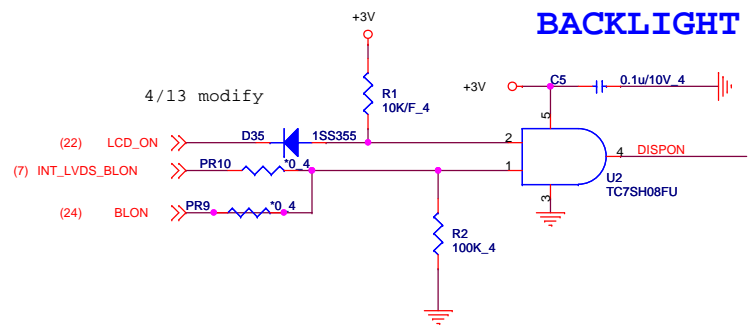 BACKLIGHT
+3V
4/13 modify
R1
10K/F_4
+3V
C5
0.1u/10V_4
(22) LCD_ON
D35
1SS355
2
5
4
DISPON
(7) INT_LVDS_BLON
PR10
*0_4
1
U2
TC7SH08FU
3
(24) BLON
PR9
*0_4
R2
100K_4